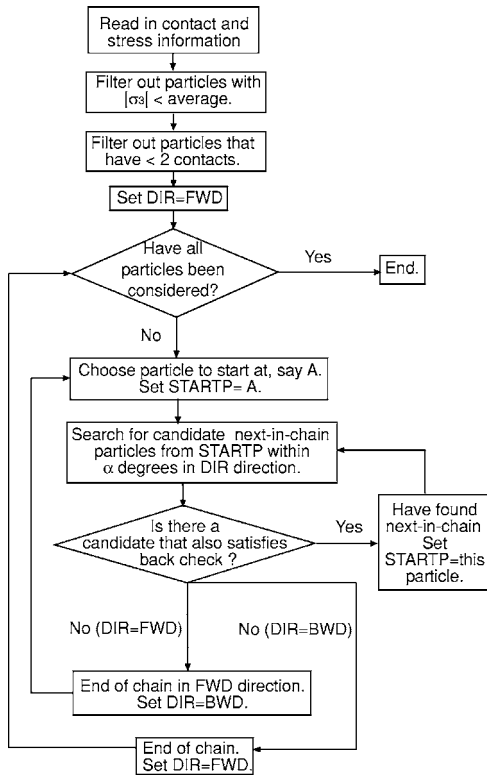 Read in contact and
stress information
Filter out particles with
|σ₃| < average.
Filter out particles that
have < 2 contacts.
Set DIR=FWD
Have all
particles been
considered?
Yes
End.
No
Choose particle to start at, say A.
Set STARTP= A.
Search for candidate next-in-chain
particles from STARTP within
α degrees in DIR direction.
Is there a
candidate that also satisfies
back check ?
Yes
Have found
next-in-chain
Set
STARTP=this
particle.
No (DIR=FWD)
No (DIR=BWD)
End of chain in FWD direction.
Set DIR=BWD.
End of chain.
Set DIR=FWD.